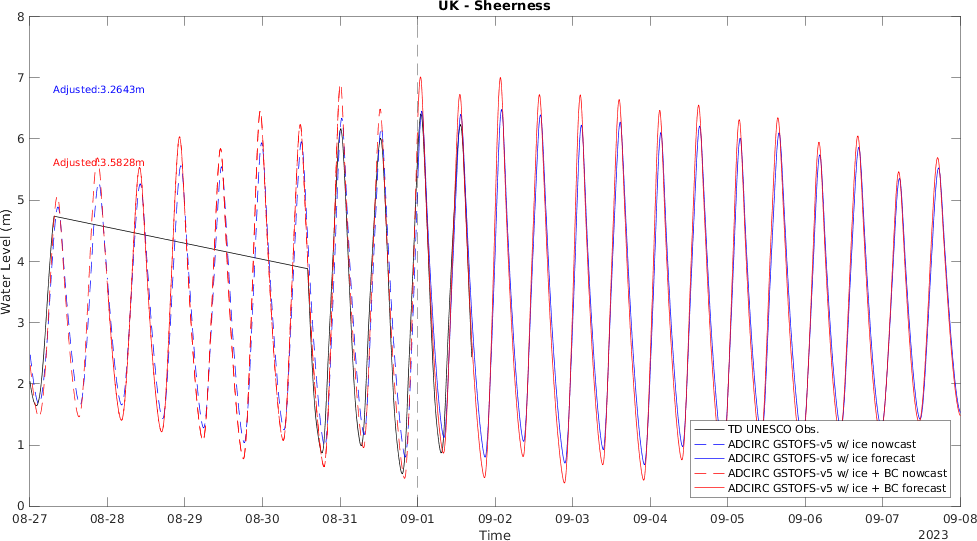 UK - Sheerness
8
7
6
5
4
3
2
1
0
Water Level (m)
Adjusted:3.2643m
Adjusted:3.5828m
TD UNESCO Obs.
ADCIRC GSTOFS-v5 w/ ice nowcast
ADCIRC GSTOFS-v5 w/ ice forecast
ADCIRC GSTOFS-v5 w/ ice + BC nowcast
ADCIRC GSTOFS-v5 w/ ice + BC forecast
08-27 08-28 08-29 08-30 08-31 09-01 09-02 09-03 09-04 09-05 09-06 09-07 09-08
Time
2023